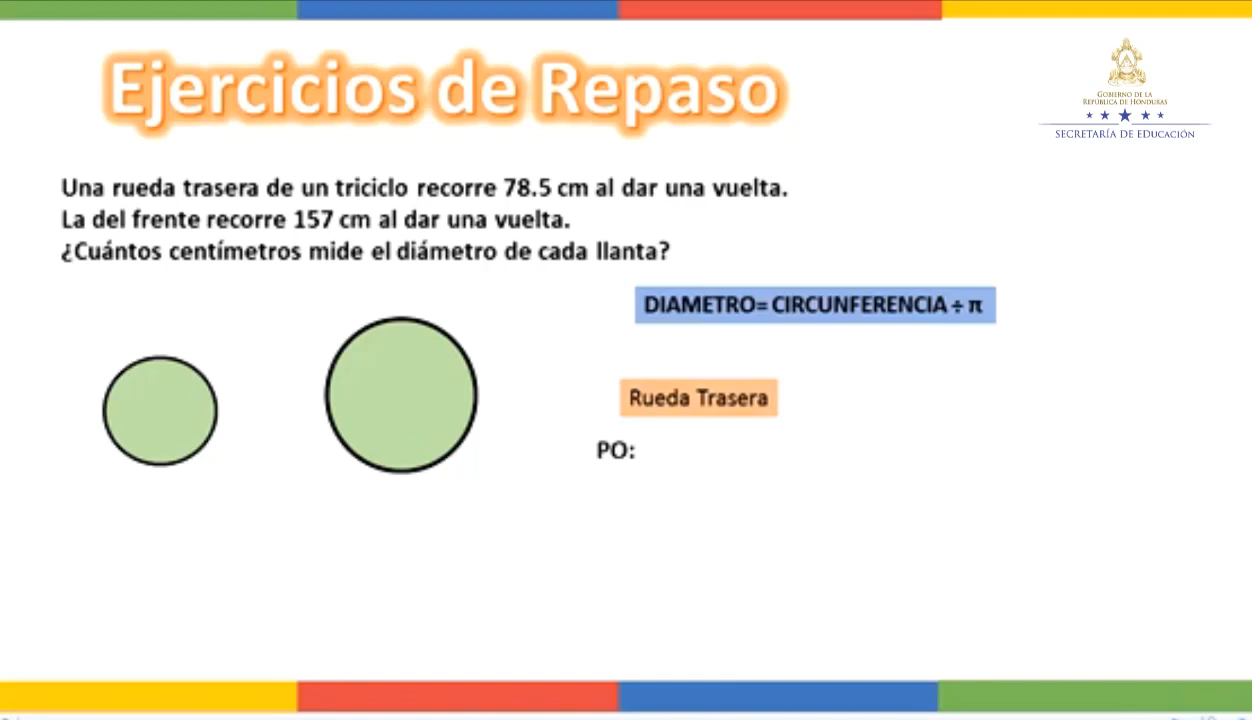 Ejercicios de Repaso
GOBIERNO DE LA
REPÚBLICA DE HONDURAS
SECRETARÍA DE EDUCACIÓN
Una rueda trasera de un triciclo recorre 78.5 cm al dar una vuelta.
La del frente recorre 157 cm al dar una vuelta.
¿Cuántos centímetros mide el diámetro de cada llanta?
DIAMETRO= CIRCUNFERENCIA ÷ π
Rueda Trasera
PO: